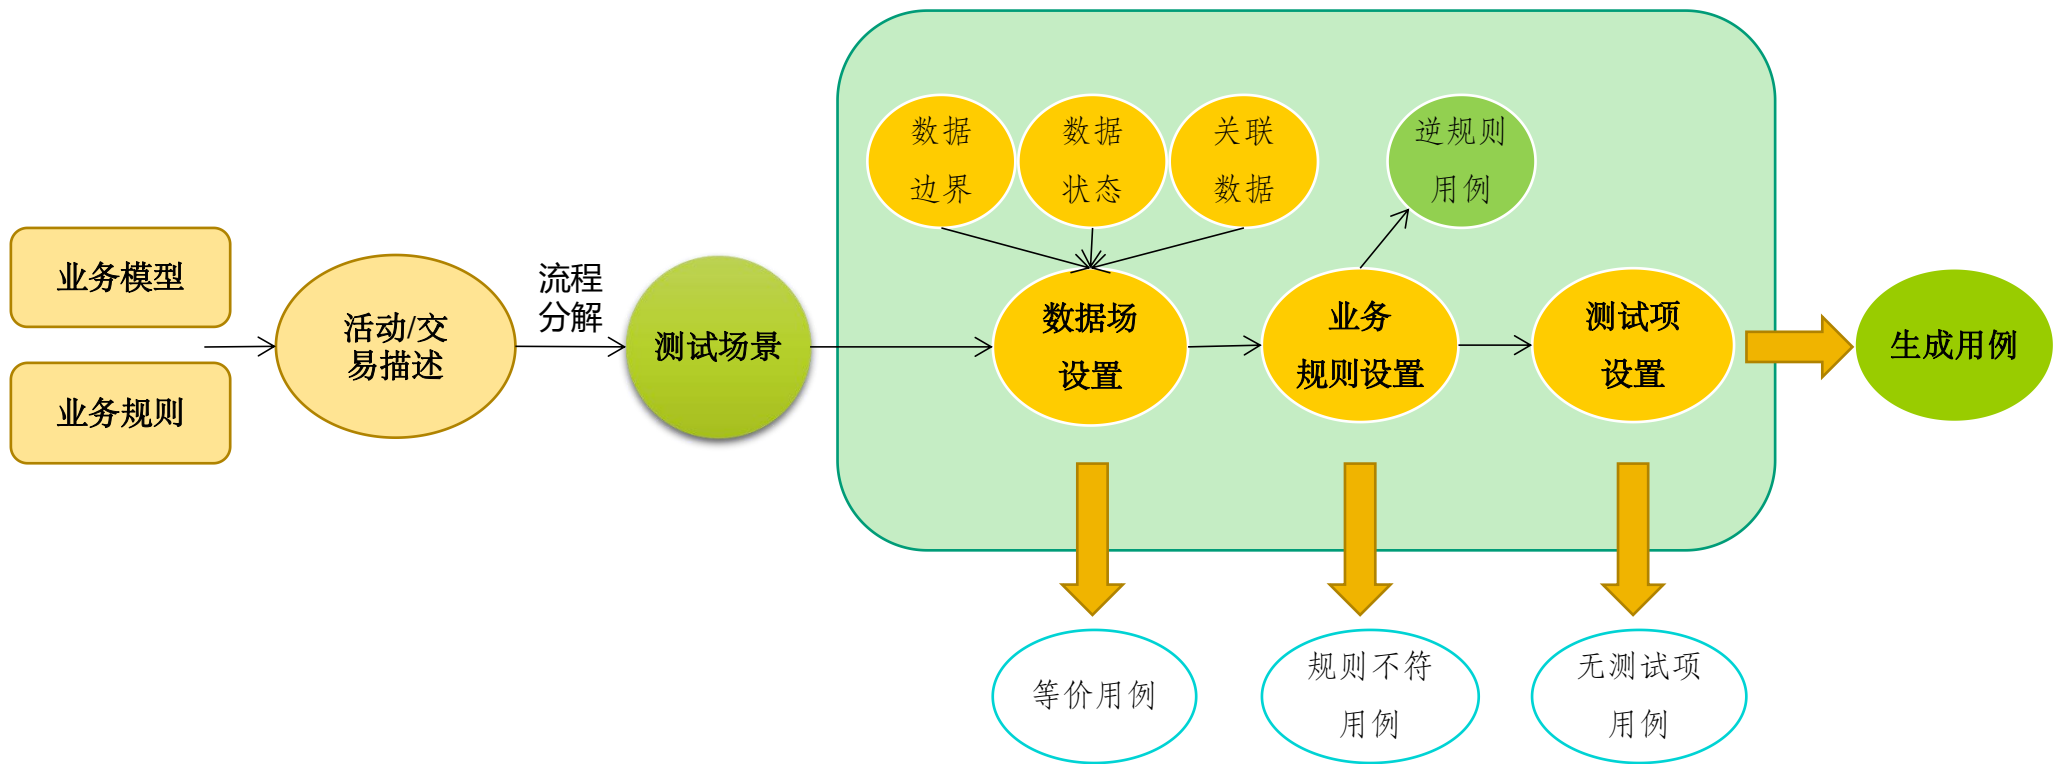 业务模型
业务规则
活动/交
易描述
流程
分解
测试场景
数据
边界
数据
状态
关联
数据
逆规则
用例
数据场
设置
业务
规则设置
测试项
设置
生成用例
等价用例
规则不符
用例
无测试项
用例